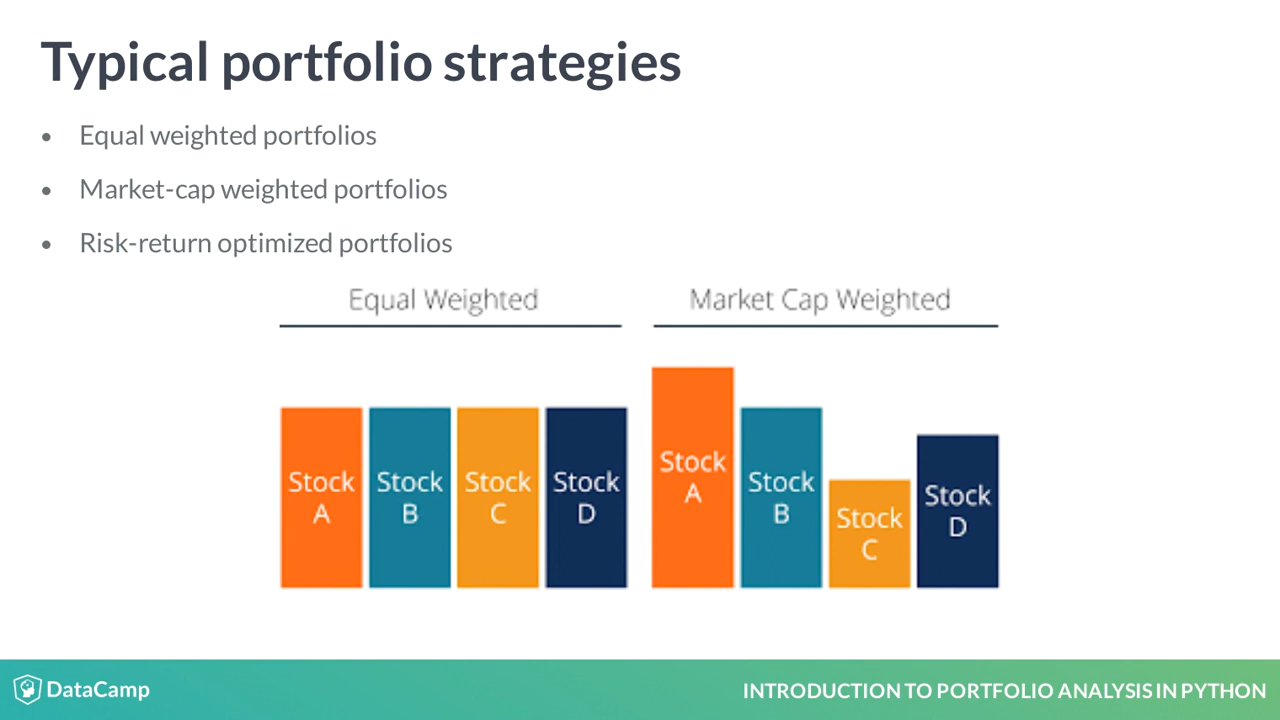 Typical portfolio strategies
• Equal weighted portfolios
• Market-cap weighted portfolios
• Risk-return optimized portfolios
Equal Weighted
Stock
A
Stock
B
Stock
C
Stock
D
Market Cap Weighted
Stock
A
Stock
B
Stock
C
Stock
D
DataCamp
INTRODUCTION TO PORTFOLIO ANALYSIS IN PYTHON